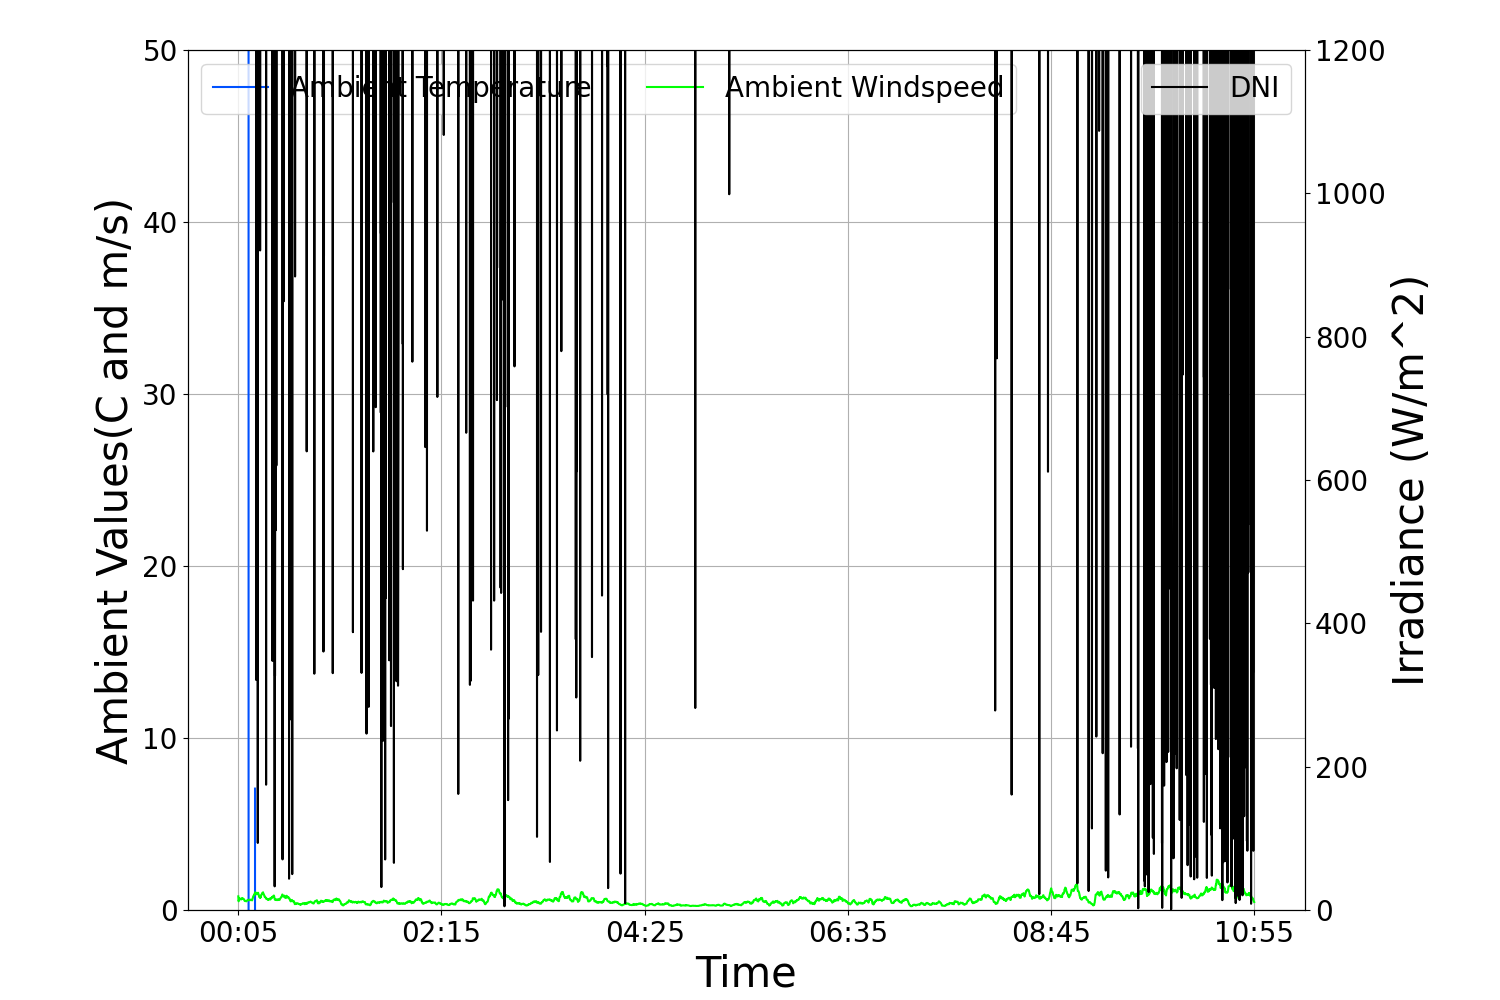 Ambient Temperature
Ambient Windspeed
DNI
Ambient Values(C and m/s)
50
40
30
20
10
0
1200
1000
800
600
400
200
0
Irradiance (W/m^2)
00:05 02:15 04:25 06:35 08:45 10:55
Time